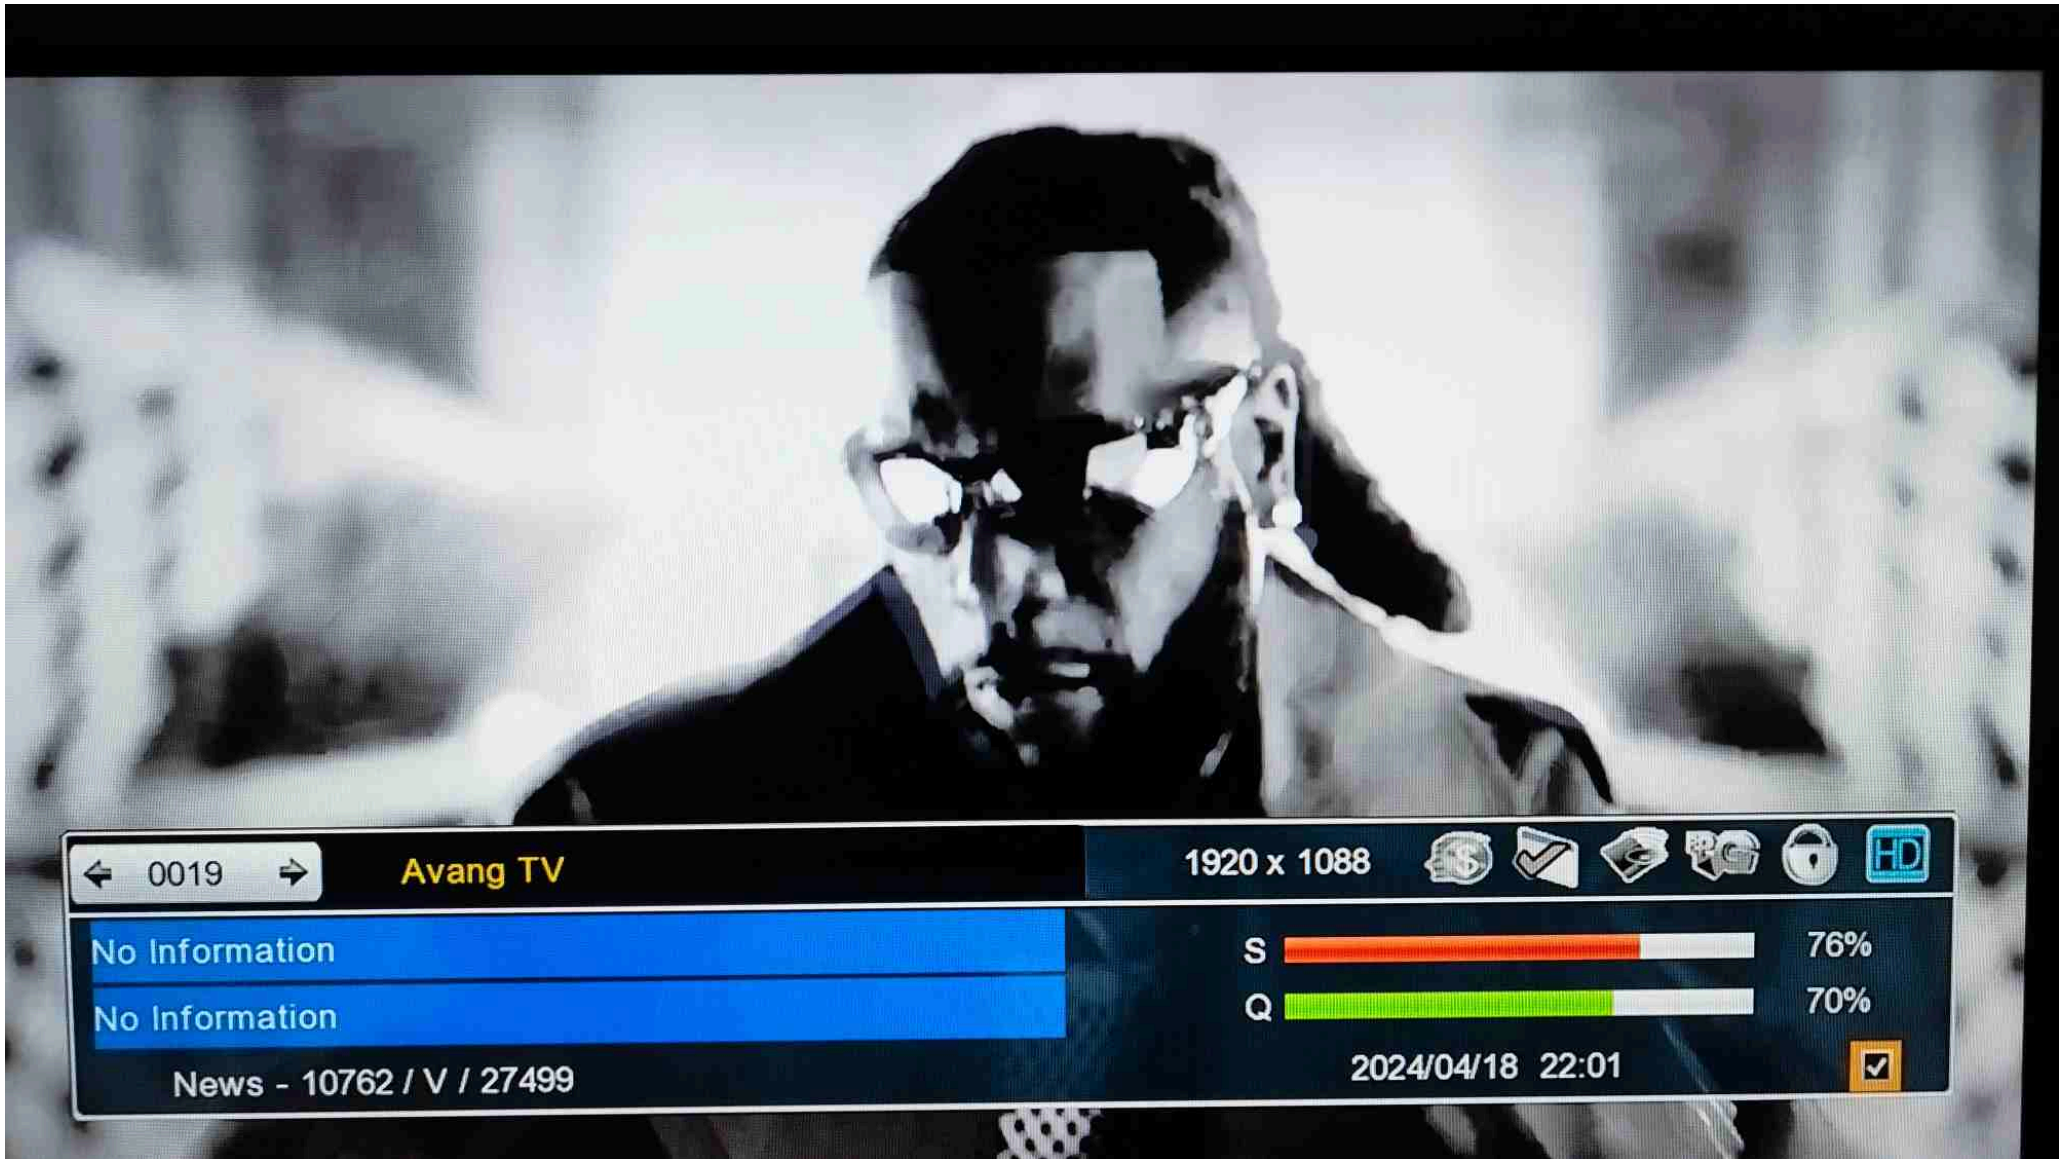 0019
Avang TV
1920 x 1088
HD
No Information
S
76%
No Information
Q
70%
News - 10762 / V / 27499
2024/04/18 22:01